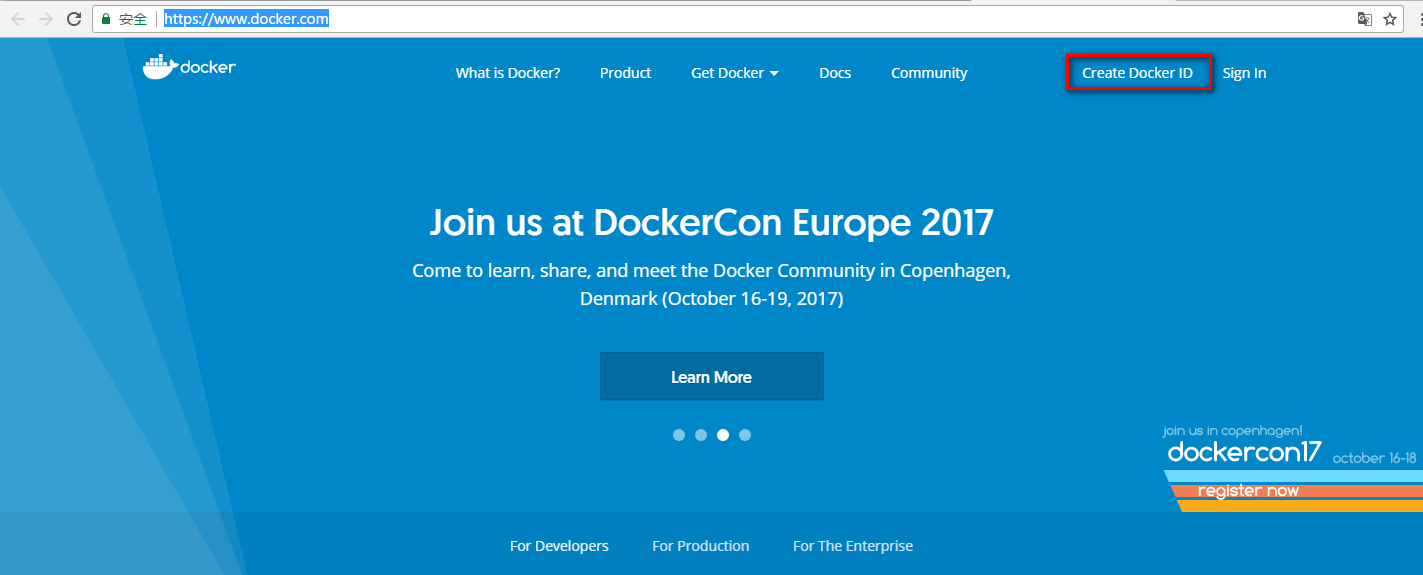 安全
https://www.docker.com
docker
What is Docker?
Product
Get Docker
Docs
Community
Create Docker ID
Sign In
Join us at DockerCon Europe 2017
Come to learn, share, and meet the Docker Community in Copenhagen,
Denmark (October 16-19, 2017)
Learn More
join us in copenhagen!
dockercon17 october 16-18
register now
For Developers
For Production
For The Enterprise